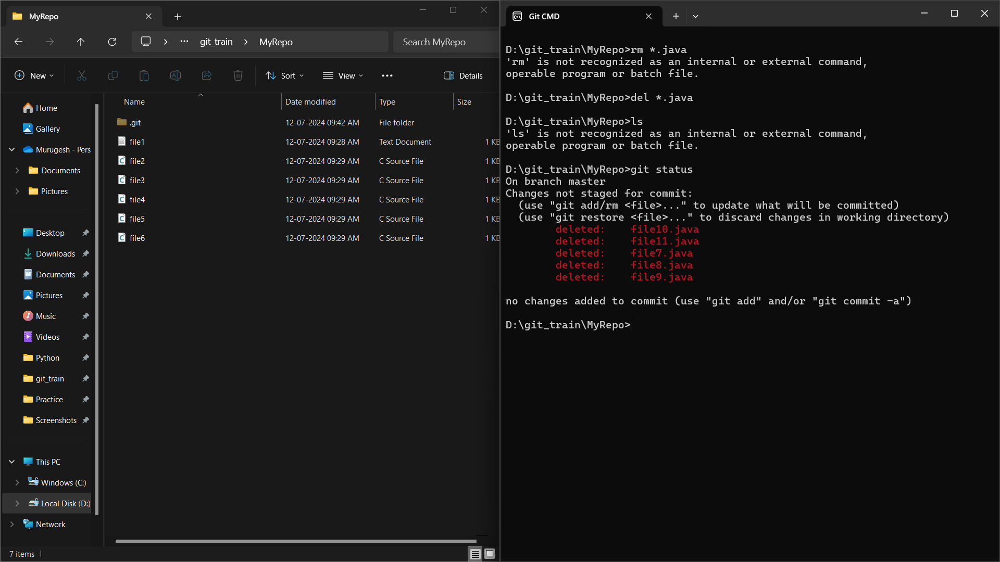 MyRepo
git_train
MyRepo
Search MyRepo
New
Sort
View
Details
Home
Gallery
Murugesh - Pers
Documents
Pictures
Desktop
Downloads
Documents
Pictures
Music
Videos
Python
git_train
Practice
Screenshots
This PC
Windows (C:)
Local Disk (D:)
Network
Name Date modified Type Size
.git 12-07-2024 09:42 AM File folder
file1 12-07-2024 09:28 AM Text Document 1 KB
file2 12-07-2024 09:29 AM C Source File 1 KB
file3 12-07-2024 09:29 AM C Source File 1 KB
file4 12-07-2024 09:29 AM C Source File 1 KB
file5 12-07-2024 09:29 AM C Source File 1 KB
file6 12-07-2024 09:29 AM C Source File 1 KB
7 items
Git CMD
D:\git_train\MyRepo>rm *.java
'rm' is not recognized as an internal or external command,
operable program or batch file.
D:\git_train\MyRepo>del *.java
D:\git_train\MyRepo>ls
'ls' is not recognized as an internal or external command,
operable program or batch file.
D:\git_train\MyRepo>git status
On branch master
Changes not staged for commit:
(use "git add/rm <file>..." to update what will be committed)
(use "git restore <file>..." to discard changes in working directory)
deleted: file10.java
deleted: file11.java
deleted: file7.java
deleted: file8.java
deleted: file9.java
no changes added to commit (use "git add" and/or "git commit -a")
D:\git_train\MyRepo>